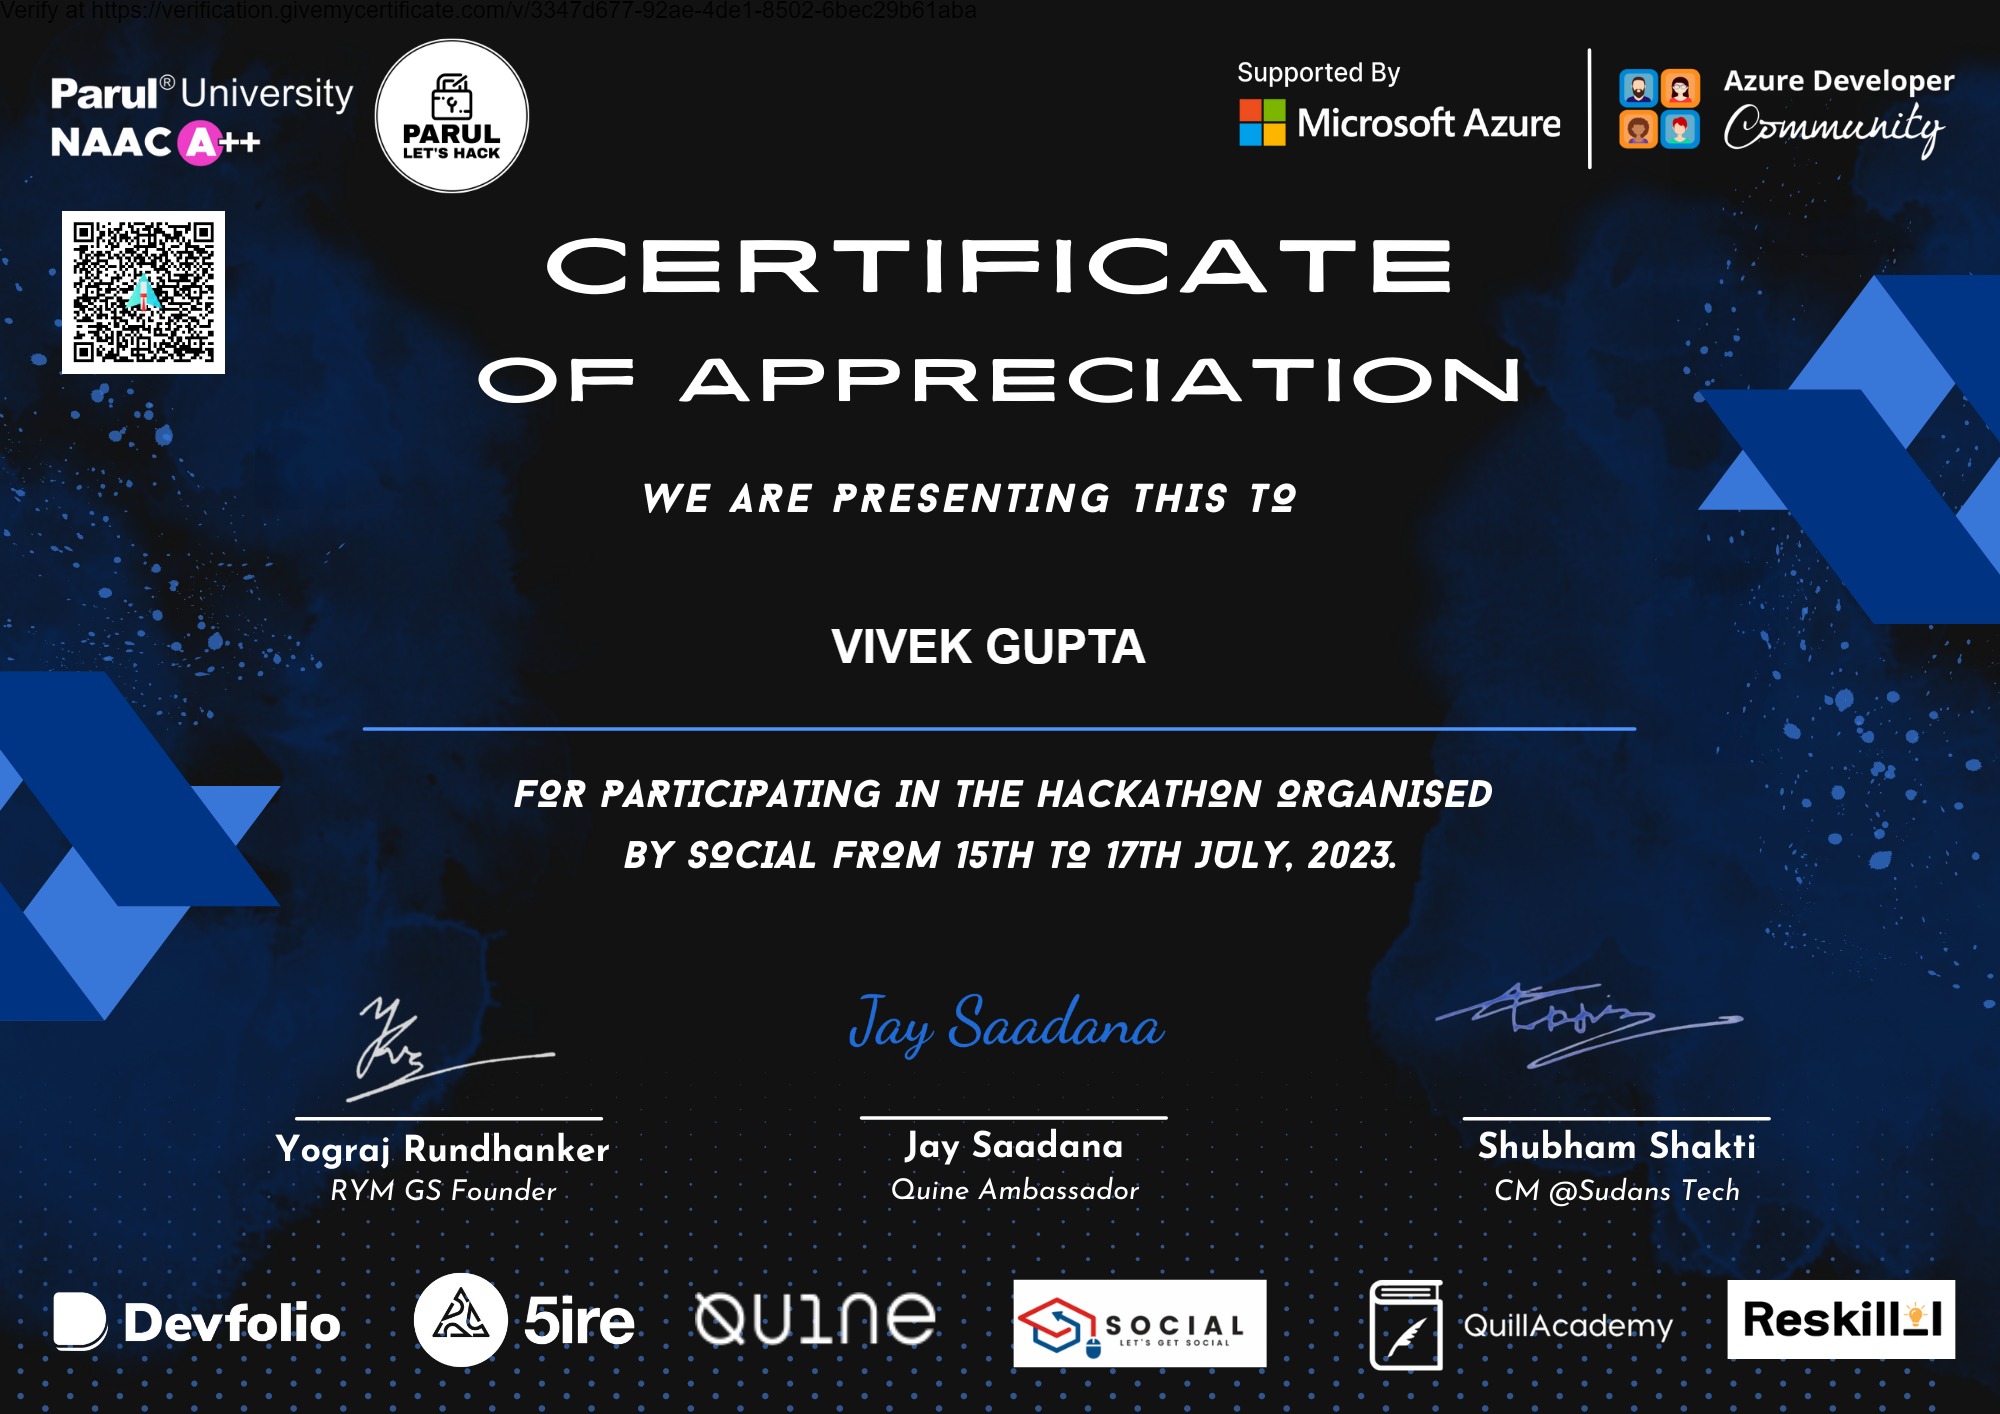 Verify at https://verification.givemycertificate.com/v/3347d677-92ae-4de1-8502-6bec29b61aba
Parul® University
NAAC A++
PARUL
LET'S HACK
Supported By
Microsoft Azure
Azure Developer
Community
CERTIFICATE
OF APPRECIATION
WE ARE PRESENTING THIS TO
VIVEK GUPTA
FOR PARTICIPATING IN THE HACKATHON ORGANISED
BY SOCIAL FROM 15TH TO 17TH JULY, 2023.
Jay Saadana
Yograj Rundhanker
RYM GS Founder
Jay Saadana
Quine Ambassador
Shubham Shakti
CM @Sudans Tech
Devfolio
5ire
QUINE
SOCIAL
LET'S GET SOCIAL
QuillAcademy
Reskilll